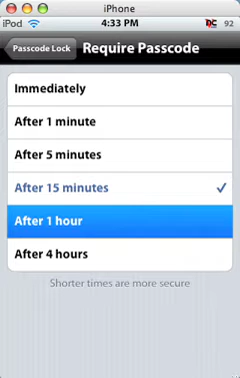 iPhone
iPod 4:33 PM 92
Passcode Lock Require Passcode
Immediately
After 1 minute
After 5 minutes
After 15 minutes
After 1 hour
After 4 hours
Shorter times are more secure